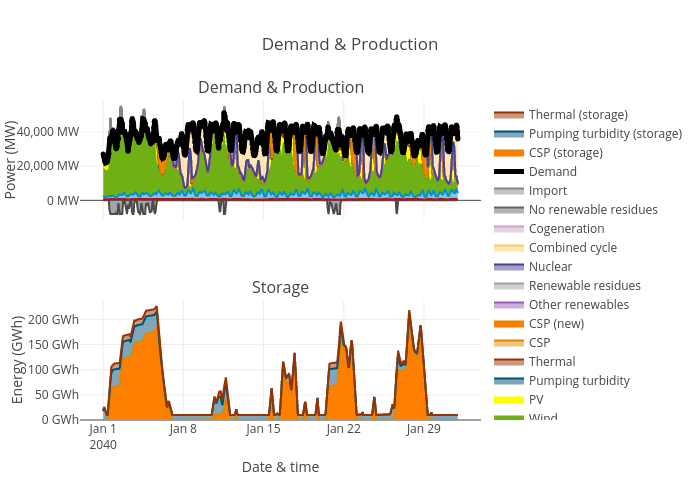 Demand & Production
Demand & Production
Power (MW)
40,000 MW
20,000 MW
0 MW
Storage
Energy (GWh)
200 GWh
150 GWh
100 GWh
50 GWh
0 GWh
Jan 1
2040
Jan 8
Jan 15
Jan 22
Jan 29
Date & time
Thermal (storage)
Pumping turbidity (storage)
CSP (storage)
Demand
Import
No renewable residues
Cogeneration
Combined cycle
Nuclear
Renewable residues
Other renewables
CSP (new)
CSP
Thermal
Pumping turbidity
PV
Wind